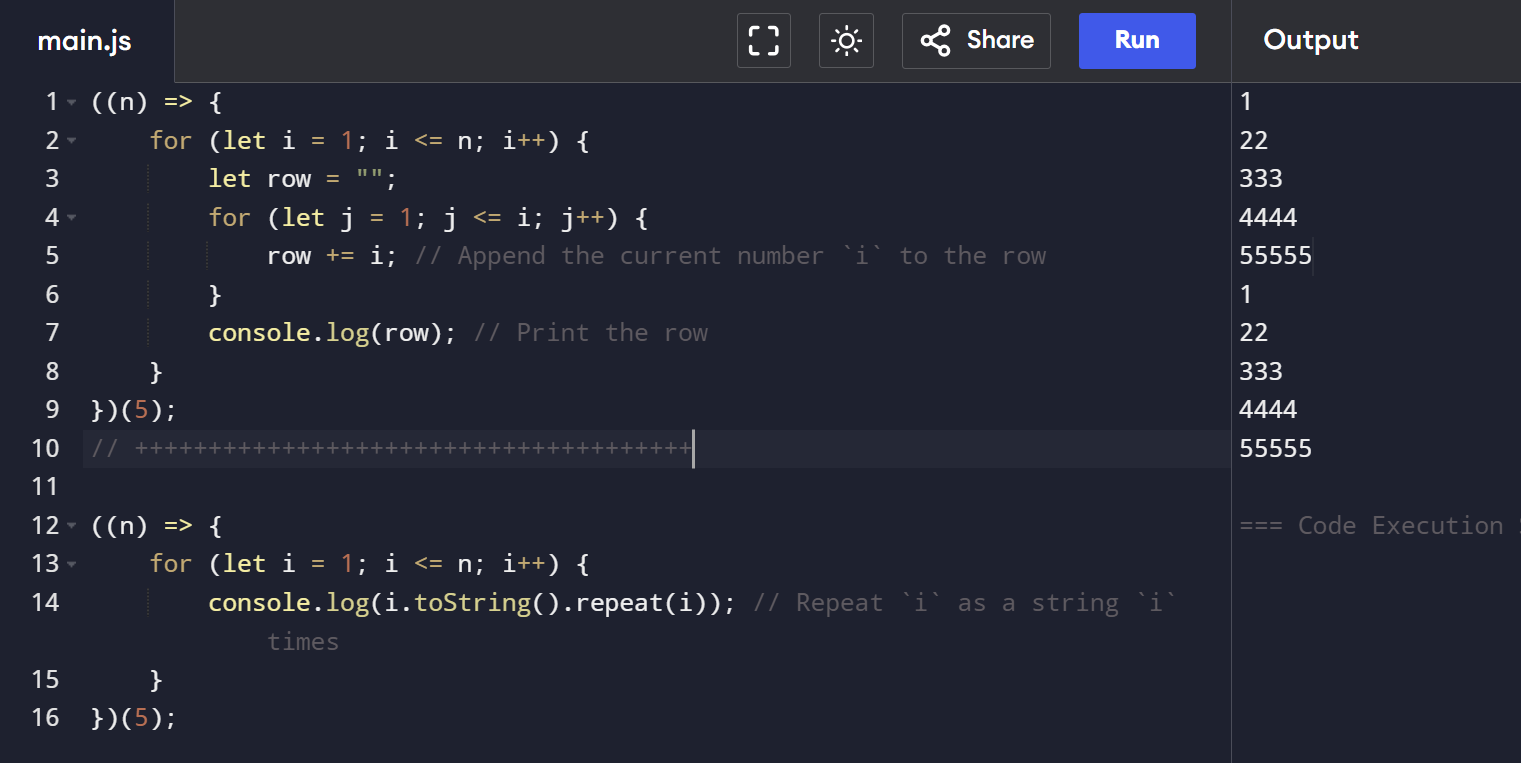 main.js
Share
Run
Output
1 ((n) => {
2     for (let i = 1; i <= n; i++) {
3         let row = "";
4         for (let j = 1; j <= i; j++) {
5             row += i; // Append the current number `i` to the row
6         }
7         console.log(row); // Print the row
8     }
9 })(5);
10 // ++++++++++++++++++++++++++++++++++++++
11
12 ((n) => {
13     for (let i = 1; i <= n; i++) {
14         console.log(i.toString().repeat(i)); // Repeat `i` as a string `i`
times
15     }
16 })(5);
1
22
333
4444
55555
1
22
333
4444
55555
=== Code Execution